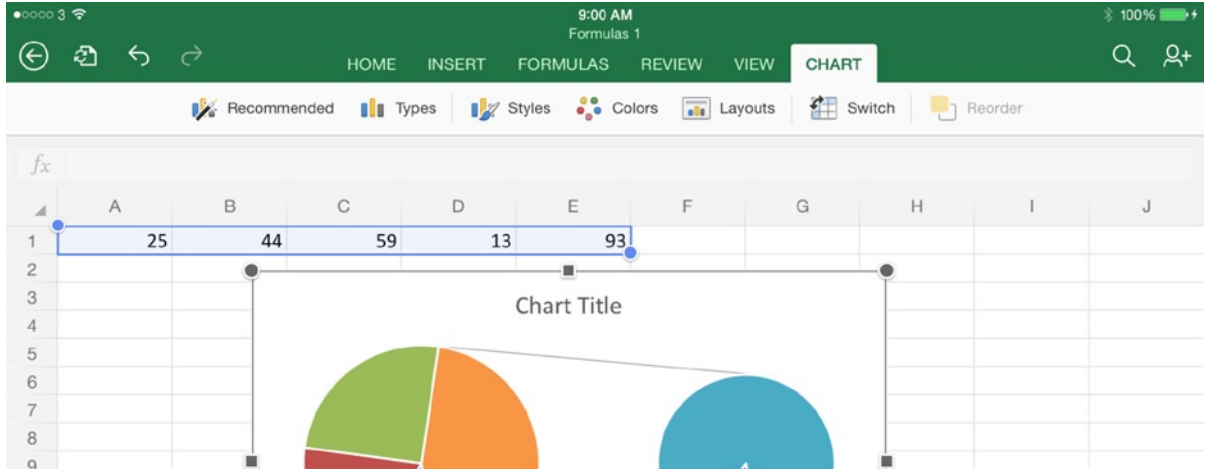 3 9:00 AM 100%
Formulas 1
HOME INSERT FORMULAS REVIEW VIEW CHART
Recommended Types Styles Colors Layouts Switch Reorder
fx
A B C D E F G H I J
1 25 44 59 13 93
2
3
Chart Title
4
5
6
7
8
9